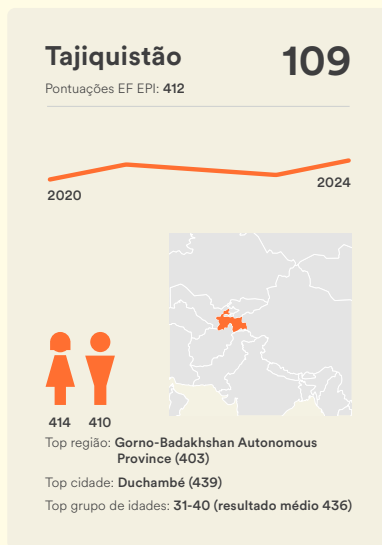 Tajiquistão
109
Pontuações EF EPI: 412
2020
2024
414 410
Top região: Gorno-Badakhshan Autonomous
Province (403)
Top cidade: Duchambé (439)
Top grupo de idades: 31-40 (resultado médio 436)